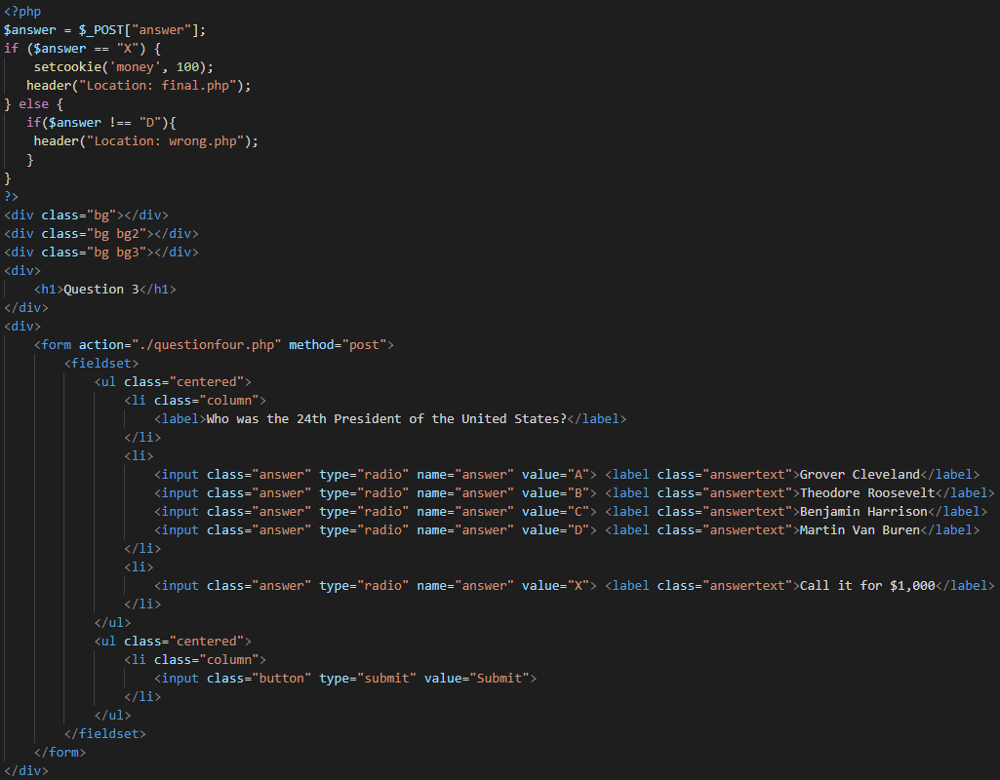 <?php
$answer = $_POST["answer"];
if ($answer == "X") {
    setcookie('money', 100);
   header("Location: final.php");
} else {
   if($answer !== "D"){
    header("Location: wrong.php");
   }
}
?>
<div class="bg"></div>
<div class="bg bg2"></div>
<div class="bg bg3"></div>
<div>
    <h1>Question 3</h1>
</div>
<div>
    <form action="./questionfour.php" method="post">
        <fieldset>
            <ul class="centered">
                <li class="column">
                    <label>Who was the 24th President of the United States?</label>
                </li>
                <li>
                    <input class="answer" type="radio" name="answer" value="A"> <label class="answertext">Grover Cleveland</label>
                    <input class="answer" type="radio" name="answer" value="B"> <label class="answertext">Theodore Roosevelt</label>
                    <input class="answer" type="radio" name="answer" value="C"> <label class="answertext">Benjamin Harrison</label>
                    <input class="answer" type="radio" name="answer" value="D"> <label class="answertext">Martin Van Buren</label>
                </li>
                <li>
                    <input class="answer" type="radio" name="answer" value="X"> <label class="answertext">Call it for $1,000</label>
                </li>
            </ul>
            <ul class="centered">
                <li class="column">
                    <input class="button" type="submit" value="Submit">
                </li>
            </ul>
        </fieldset>
    </form>
</div>